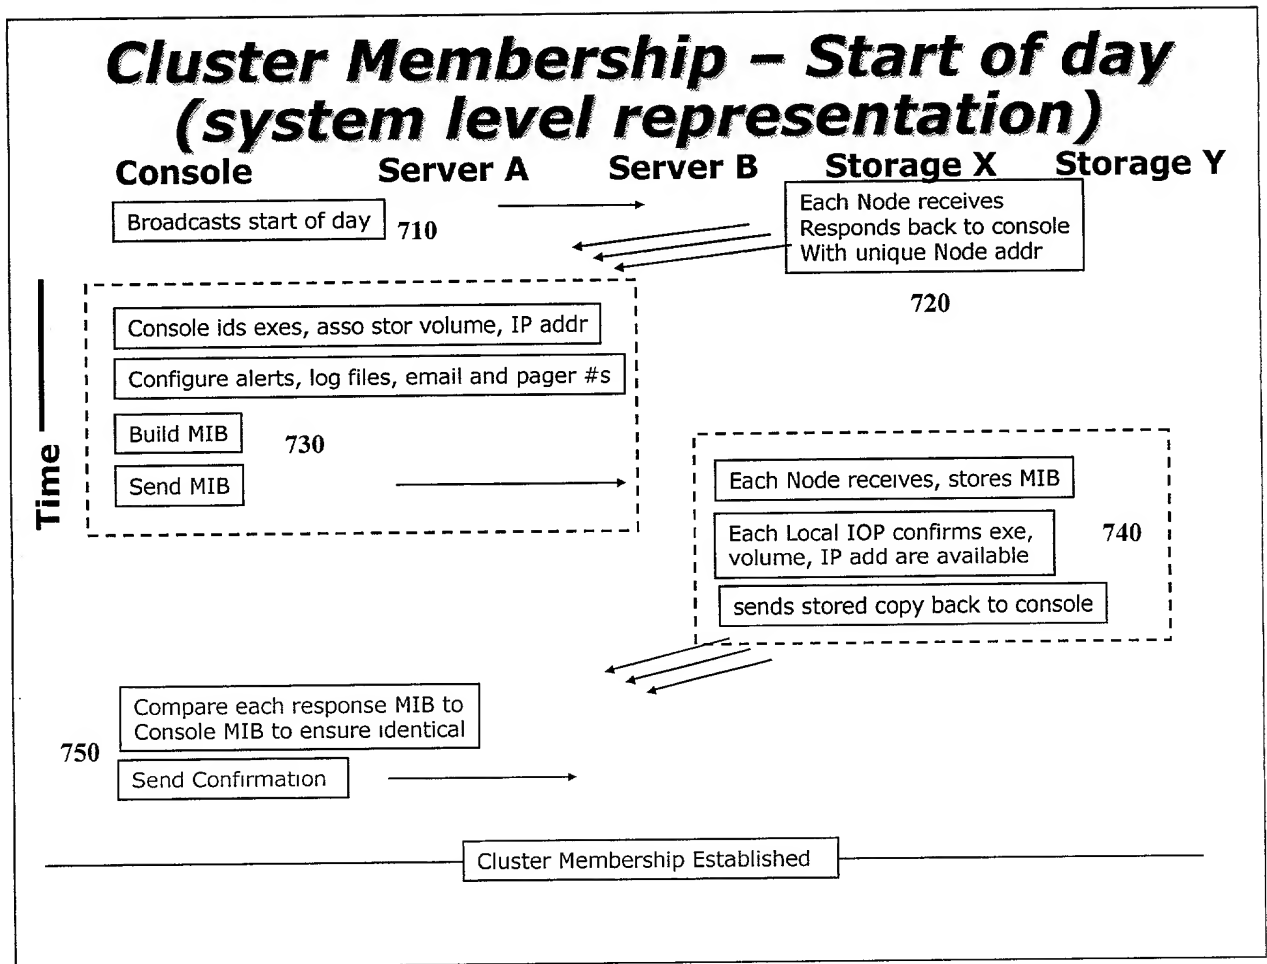 Cluster Membership – Start of day
(system level representation)
Console Server A Server B Storage X Storage Y
Broadcasts start of day
710
Each Node receives
Responds back to console
With unique Node addr
720
Time
Console ids exes, asso stor volume, IP addr
Configure alerts, log files, email and pager #s
Build MIB
730
Send MIB
Each Node receives, stores MIB
Each Local IOP confirms exe,
volume, IP add are available
740
sends stored copy back to console
Compare each response MIB to
Console MIB to ensure identical
750
Send Confirmation
Cluster Membership Established